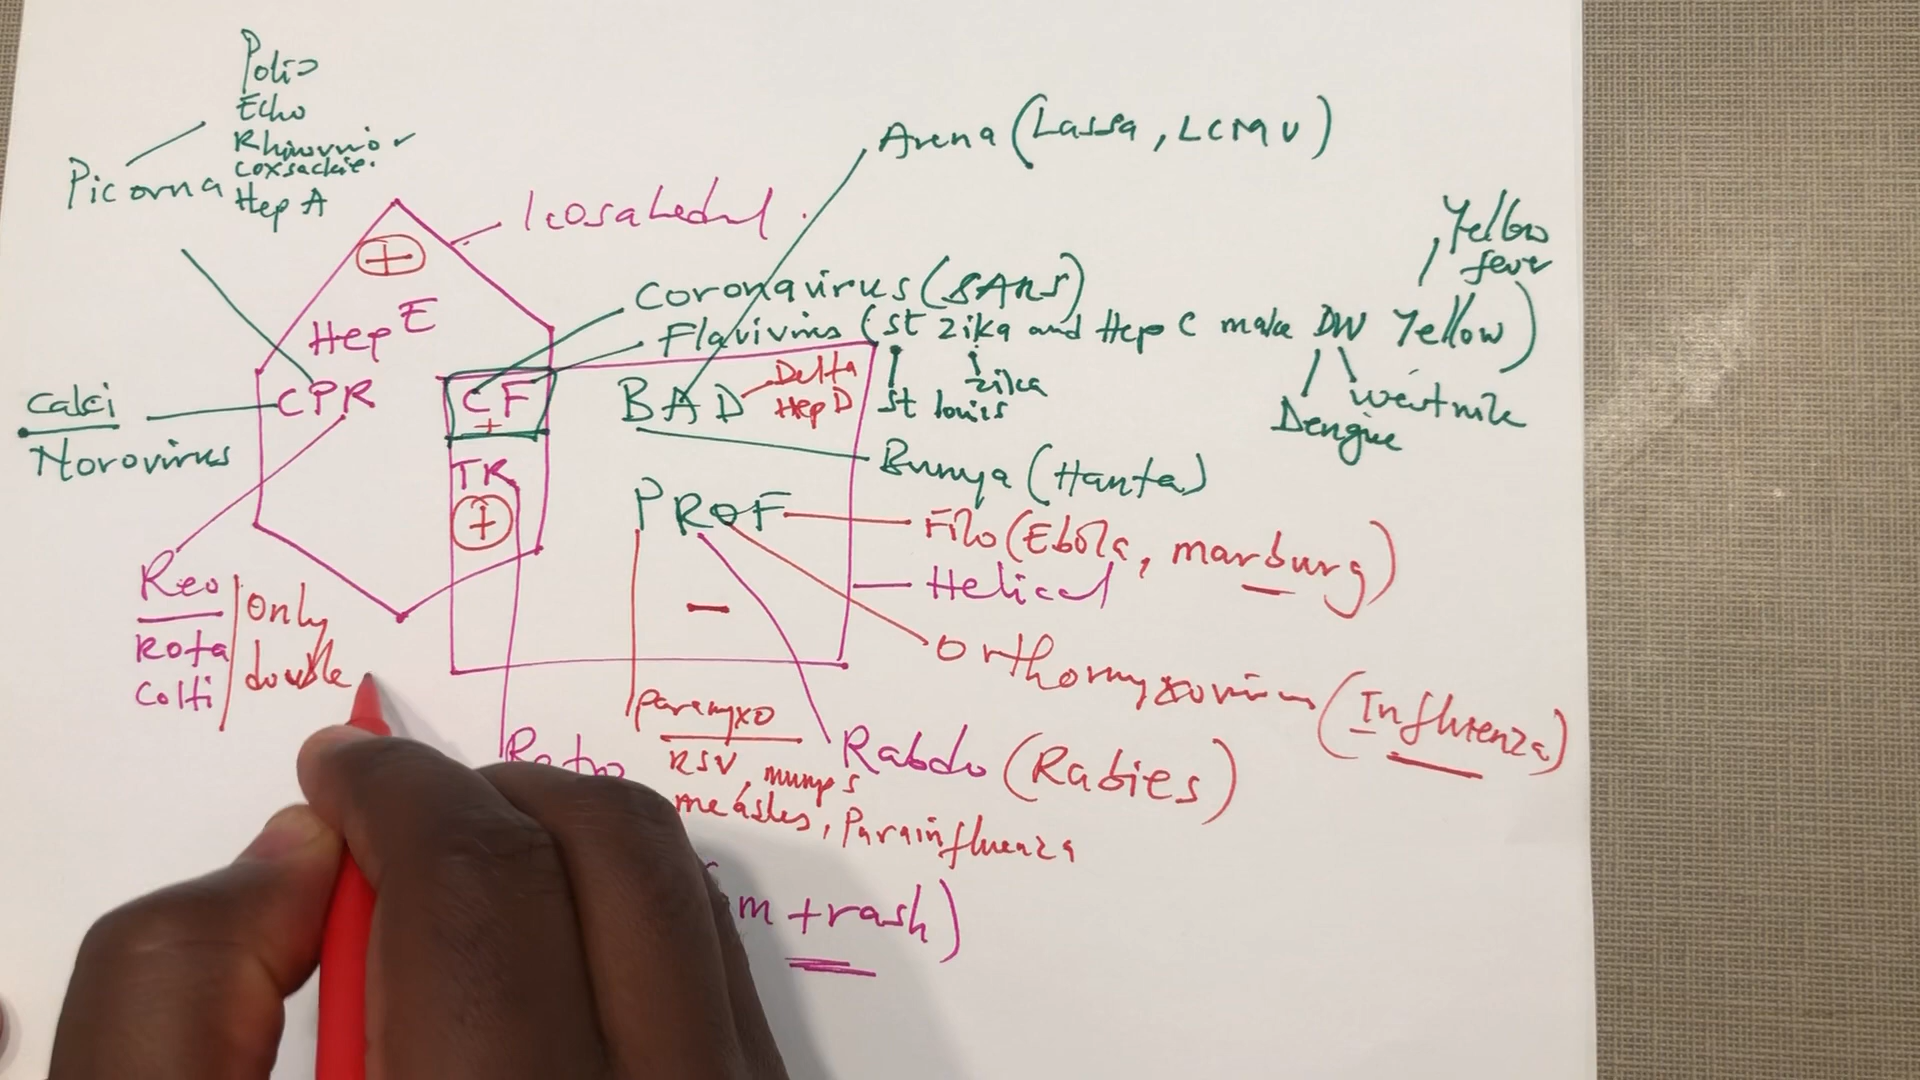 Polio
Echo
Rhinovirus
coxsackie.
Picorna Hep A
Arena (Lassa, LCMV)
Icosahedral
+
Yellow
fever
Coronavirus (SARS)
Flavivirus (St Zika and Hep C make DW Yellow)
Hep E
CPR
CF
+
BAD
Delta
Hep D
St louis
zika
Dengue
westnile
Calci
Norovirus
TR
+
Bunya (Hanta)
PROF
Filo (Ebola, marburg)
Helical
Reo
Rota
Colti
only
double
−
Orthomyxovirus (Influenza)
paramyxo
RSV, mumps
measles, Parainfluenza
Retro
Rabdo (Rabies)
m + rash)